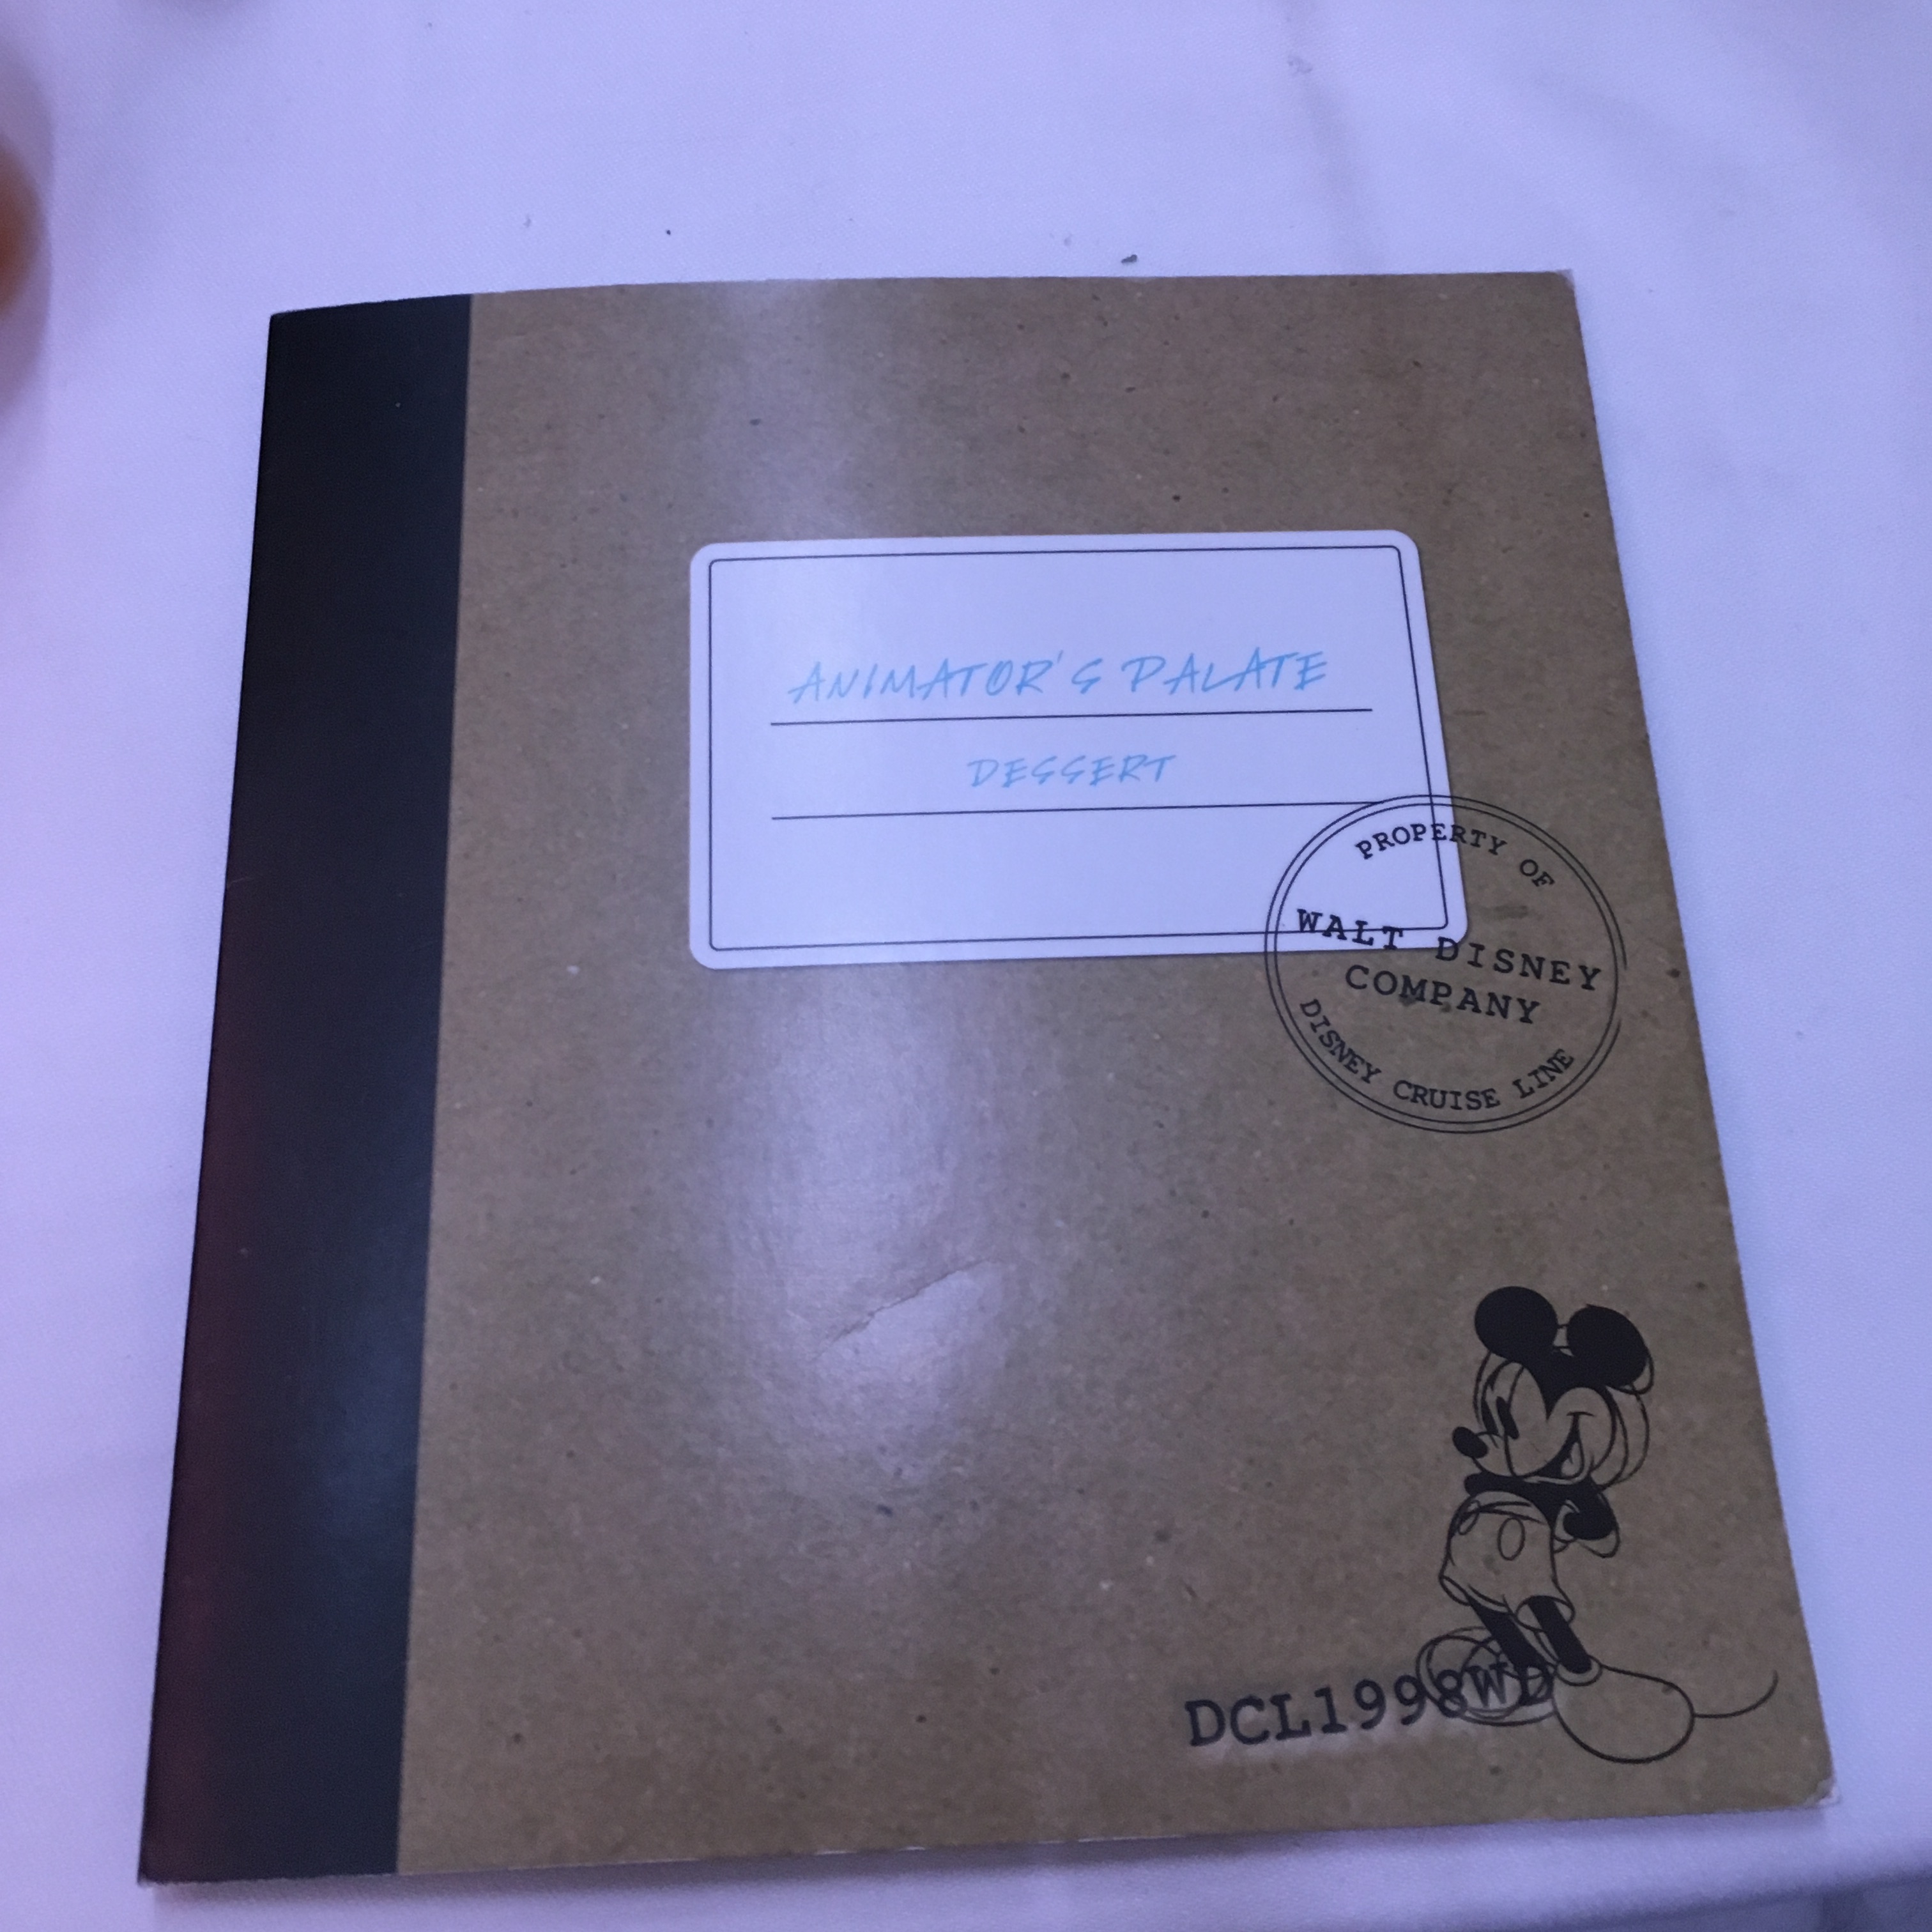 ANIMATOR'S PALATE
DESSERT
PROPERTY OF
WALT DISNEY
COMPANY
DISNEY CRUISE LINE
DCL1998WD